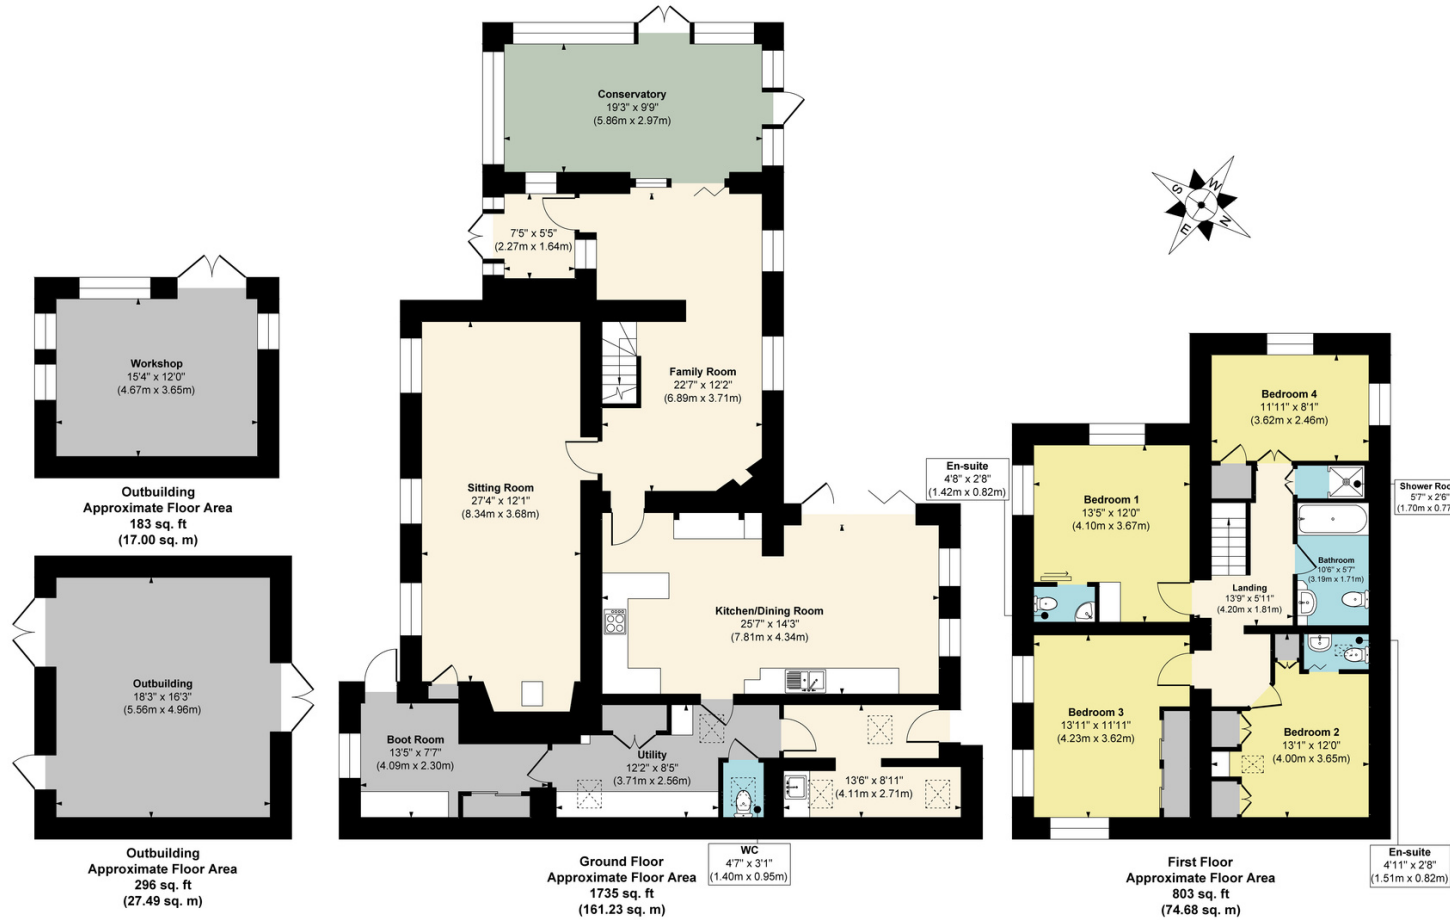 Conservatory
19'3" x 9'9"
(5.86m x 2.97m)
S
W
N
E
7'5" x 5'5"
(2.27m x 1.64m)
Workshop
15'4" x 12'0"
(4.67m x 3.65m)
Outbuilding
Approximate Floor Area
183 sq. ft
(17.00 sq. m)
Family Room
22'7" x 12'2"
(6.89m x 3.71m)
Sitting Room
27'4" x 12'1"
(8.34m x 3.68m)
Kitchen/Dining Room
25'7" x 14'3"
(7.81m x 4.34m)
Outbuilding
18'3" x 16'3"
(5.56m x 4.96m)
Outbuilding
Approximate Floor Area
296 sq. ft
(27.49 sq. m)
Boot Room
13'5" x 7'7"
(4.09m x 2.30m)
Utility
12'2" x 8'5"
(3.71m x 2.56m)
13'6" x 8'11"
(4.11m x 2.71m)
WC
4'7" x 3'1"
(1.40m x 0.95m)
Ground Floor
Approximate Floor Area
1735 sq. ft
(161.23 sq. m)
Bedroom 4
11'11" x 8'1"
(3.62m x 2.46m)
En-suite
4'8" x 2'8"
(1.42m x 0.82m)
Bedroom 1
13'5" x 12'0"
(4.10m x 3.67m)
Shower Roo
5'7" x 2'6"
(1.70m x 0.77
Bathroom
10'6" x 5'7"
(3.19m x 1.71m)
Landing
13'9" x 5'11"
(4.20m x 1.81m)
Bedroom 3
13'11" x 11'11"
(4.23m x 3.62m)
Bedroom 2
13'1" x 12'0"
(4.00m x 3.65m)
En-suite
4'11" x 2'8"
(1.51m x 0.82m)
First Floor
Approximate Floor Area
803 sq. ft
(74.68 sq. m)